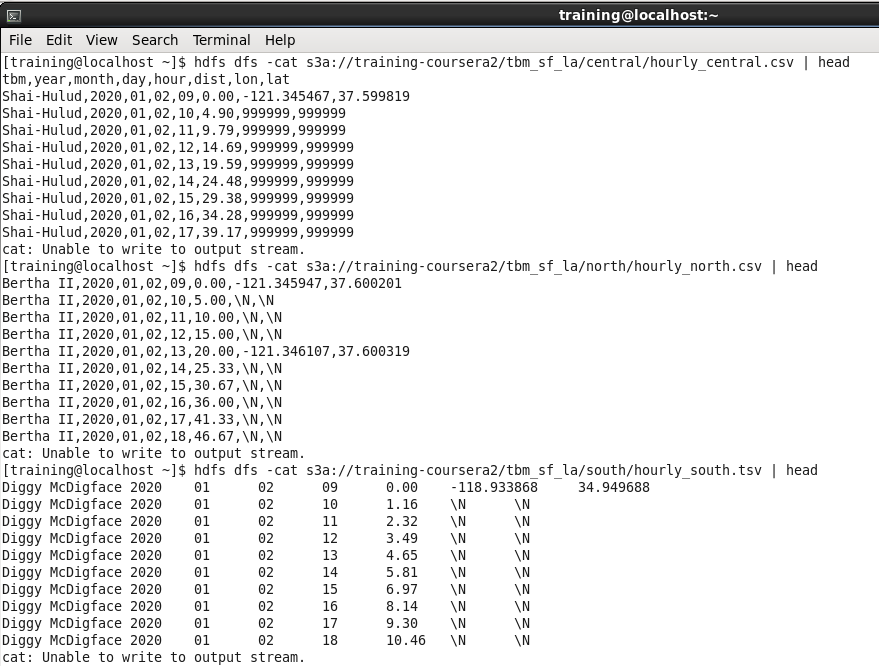 training@localhost:~
File Edit View Search Terminal Help
[training@localhost ~]$ hdfs dfs -cat s3a://training-coursera2/tbm_sf_la/central/hourly_central.csv | head
tbm,year,month,day,hour,dist,lon,lat
Shai-Hulud,2020,01,02,09,0.00,-121.345467,37.599819
Shai-Hulud,2020,01,02,10,4.90,999999,999999
Shai-Hulud,2020,01,02,11,9.79,999999,999999
Shai-Hulud,2020,01,02,12,14.69,999999,999999
Shai-Hulud,2020,01,02,13,19.59,999999,999999
Shai-Hulud,2020,01,02,14,24.48,999999,999999
Shai-Hulud,2020,01,02,15,29.38,999999,999999
Shai-Hulud,2020,01,02,16,34.28,999999,999999
Shai-Hulud,2020,01,02,17,39.17,999999,999999
cat: Unable to write to output stream.
[training@localhost ~]$ hdfs dfs -cat s3a://training-coursera2/tbm_sf_la/north/hourly_north.csv | head
Bertha II,2020,01,02,09,0.00,-121.345947,37.600201
Bertha II,2020,01,02,10,5.00,\N,\N
Bertha II,2020,01,02,11,10.00,\N,\N
Bertha II,2020,01,02,12,15.00,\N,\N
Bertha II,2020,01,02,13,20.00,-121.346107,37.600319
Bertha II,2020,01,02,14,25.33,\N,\N
Bertha II,2020,01,02,15,30.67,\N,\N
Bertha II,2020,01,02,16,36.00,\N,\N
Bertha II,2020,01,02,17,41.33,\N,\N
Bertha II,2020,01,02,18,46.67,\N,\N
cat: Unable to write to output stream.
[training@localhost ~]$ hdfs dfs -cat s3a://training-coursera2/tbm_sf_la/south/hourly_south.tsv | head
Diggy McDigface	2020	01	02	09	0.00	-118.933868	34.949688
Diggy McDigface	2020	01	02	10	1.16	\N	\N
Diggy McDigface	2020	01	02	11	2.32	\N	\N
Diggy McDigface	2020	01	02	12	3.49	\N	\N
Diggy McDigface	2020	01	02	13	4.65	\N	\N
Diggy McDigface	2020	01	02	14	5.81	\N	\N
Diggy McDigface	2020	01	02	15	6.97	\N	\N
Diggy McDigface	2020	01	02	16	8.14	\N	\N
Diggy McDigface	2020	01	02	17	9.30	\N	\N
Diggy McDigface	2020	01	02	18	10.46	\N	\N
cat: Unable to write to output stream.